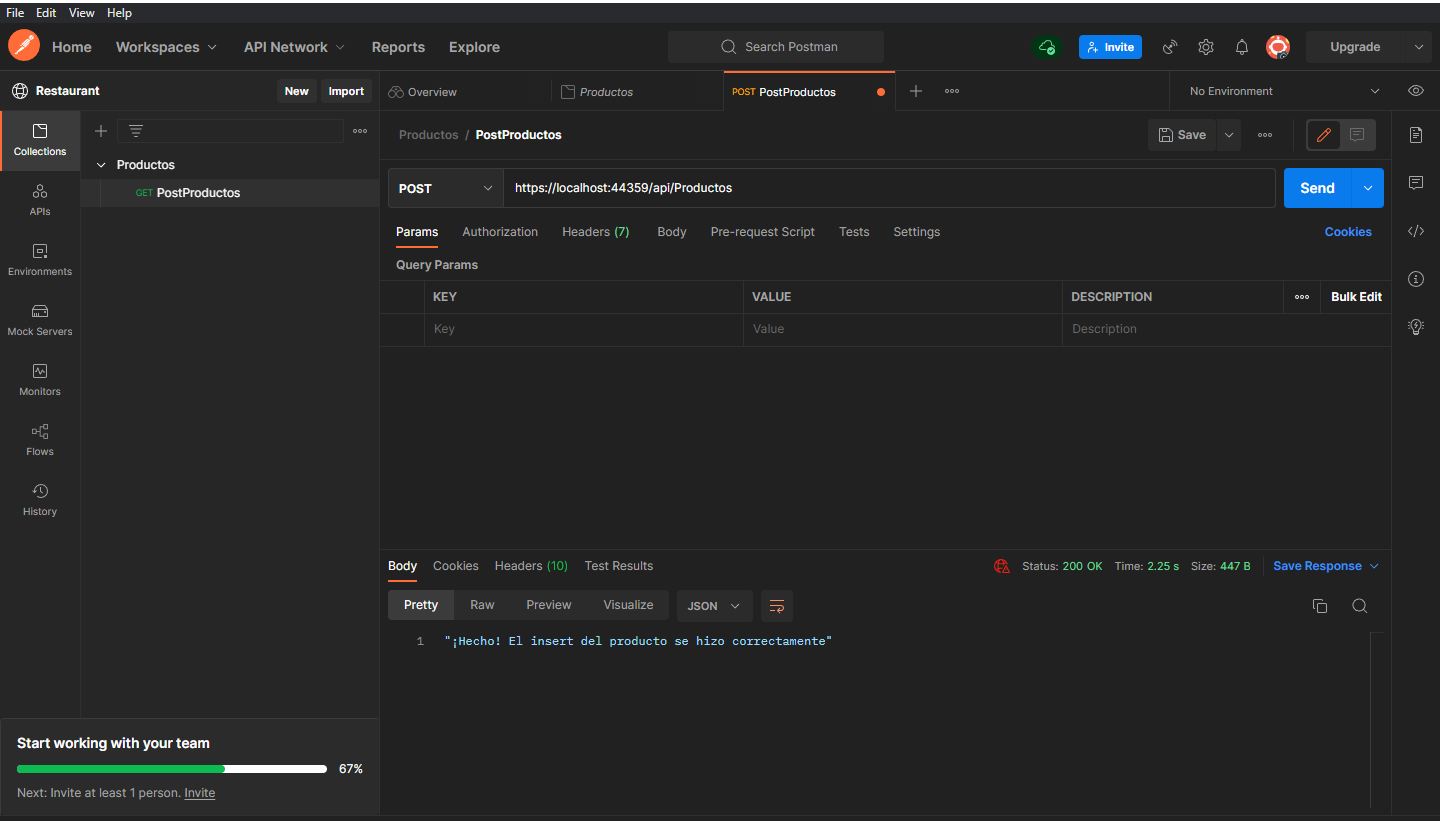 File Edit View Help
Home Workspaces API Network Reports Explore Search Postman Invite Upgrade
Restaurant New Import Overview Productos POST PostProductos No Environment
Collections
APIs
Environments
Mock Servers
Monitors
Flows
History
Productos
GET PostProductos
Start working with your team
67%
Next: Invite at least 1 person. Invite
Productos / PostProductos Save
POST https://localhost:44359/api/Productos Send
Params Authorization Headers (7) Body Pre-request Script Tests Settings Cookies
Query Params
KEY VALUE DESCRIPTION Bulk Edit
Key Value Description
Body Cookies Headers (10) Test Results Status: 200 OK Time: 2.25 s Size: 447 B Save Response
Pretty Raw Preview Visualize JSON
1 "¡Hecho! El insert del producto se hizo correctamente"